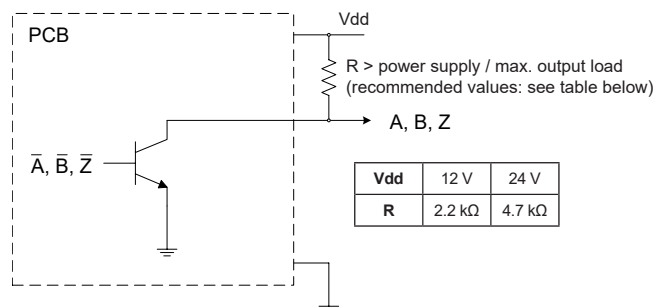 Vdd
PCB
R > power supply / max. output load
(recommended values: see table below)
A, B, Z
A̅, B̅, Z̅
Vdd 12 V 24 V
R 2.2 kΩ 4.7 kΩ